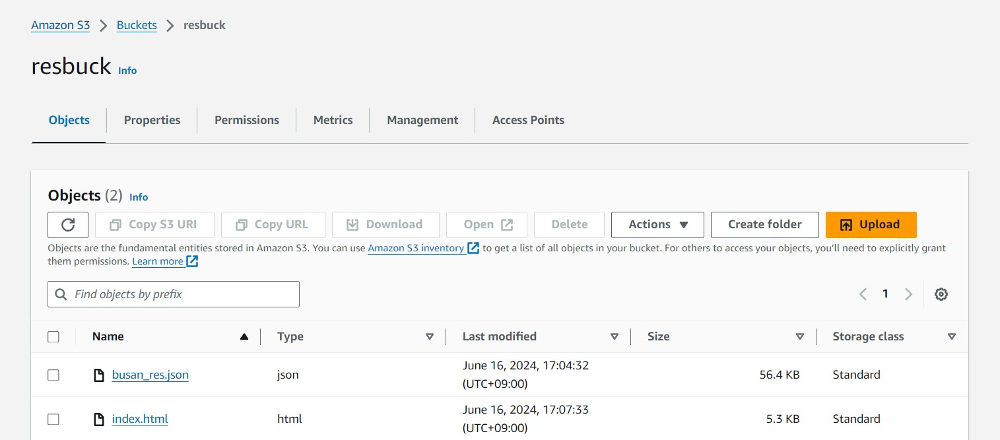 Amazon S3 > Buckets > resbuck
resbuck Info
Objects Properties Permissions Metrics Management Access Points
Objects (2) Info
Copy S3 URI Copy URL Download Open Delete Actions Create folder Upload
Objects are the fundamental entities stored in Amazon S3. You can use Amazon S3 inventory to get a list of all objects in your bucket. For others to access your objects, you’ll need to explicitly grant
them permissions. Learn more
Find objects by prefix 1
Name Type Last modified Size Storage class
busan_res.json json June 16, 2024, 17:04:32 56.4 KB Standard
(UTC+09:00)
index.html html June 16, 2024, 17:07:33 5.3 KB Standard
(UTC+09:00)